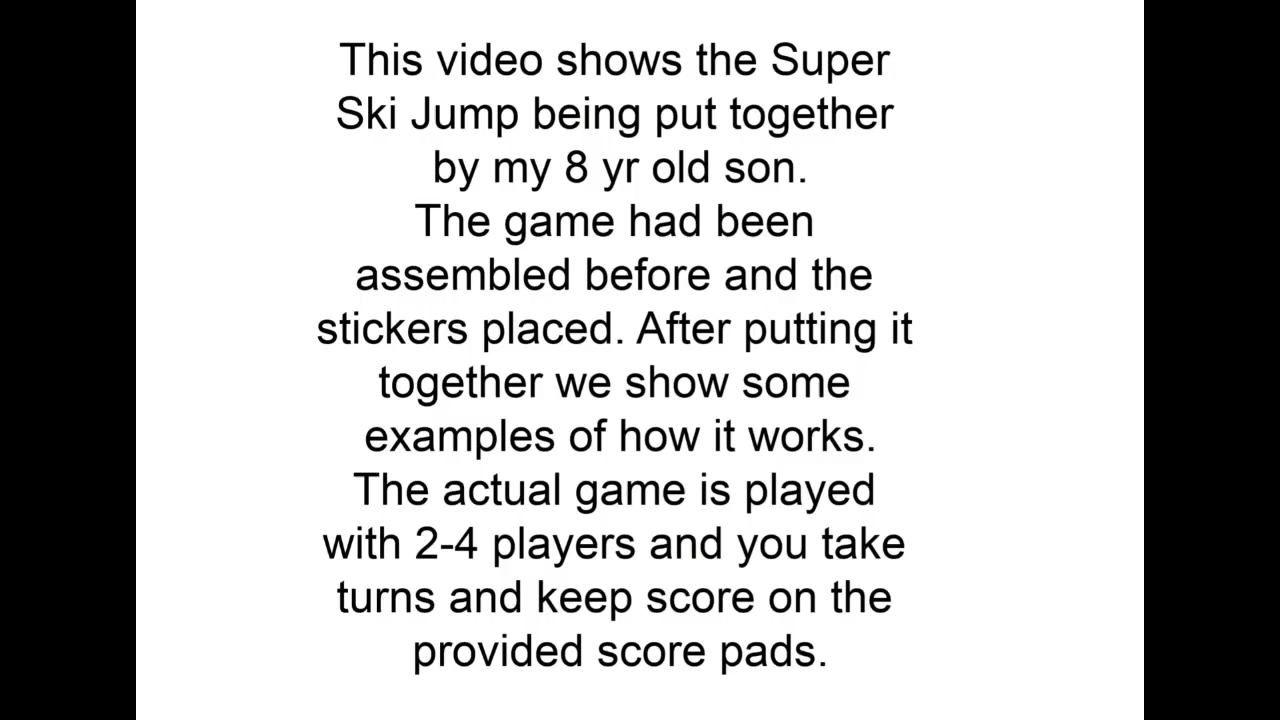 This video shows the Super
Ski Jump being put together
by my 8 yr old son.
The game had been
assembled before and the
stickers placed. After putting it
together we show some
examples of how it works.
The actual game is played
with 2-4 players and you take
turns and keep score on the
provided score pads.